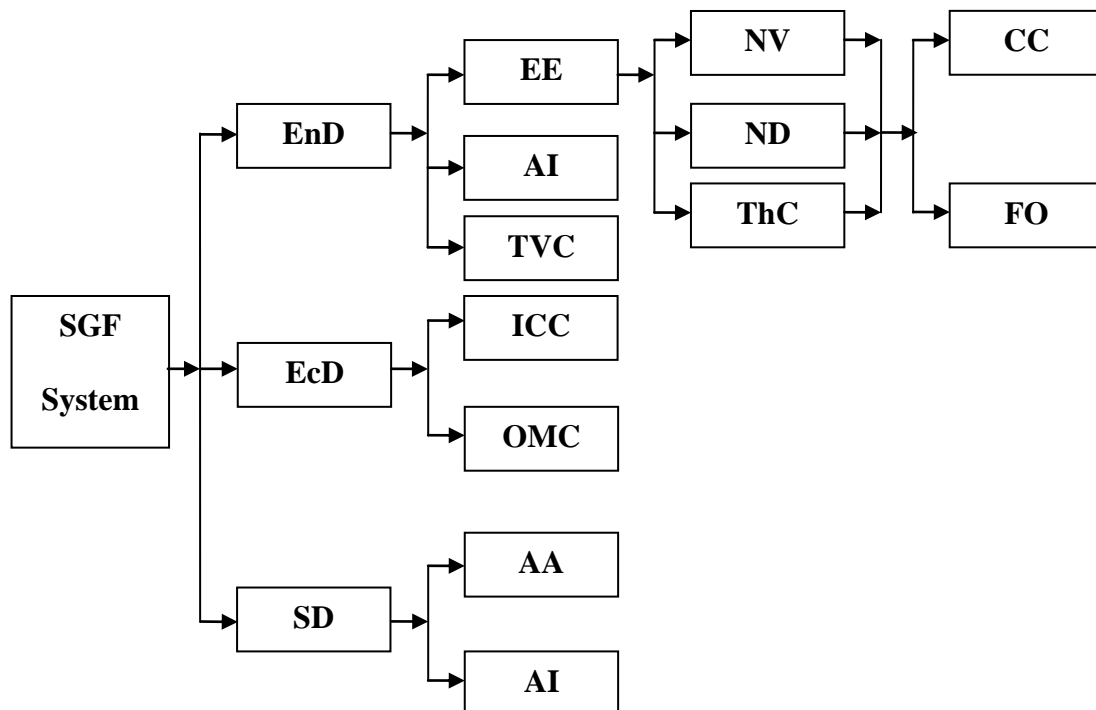 NV
CC
EE
EnD
ND
AI
ThC
FO
TVC
SGF
System
ICC
EcD
OMC
AA
SD
AI